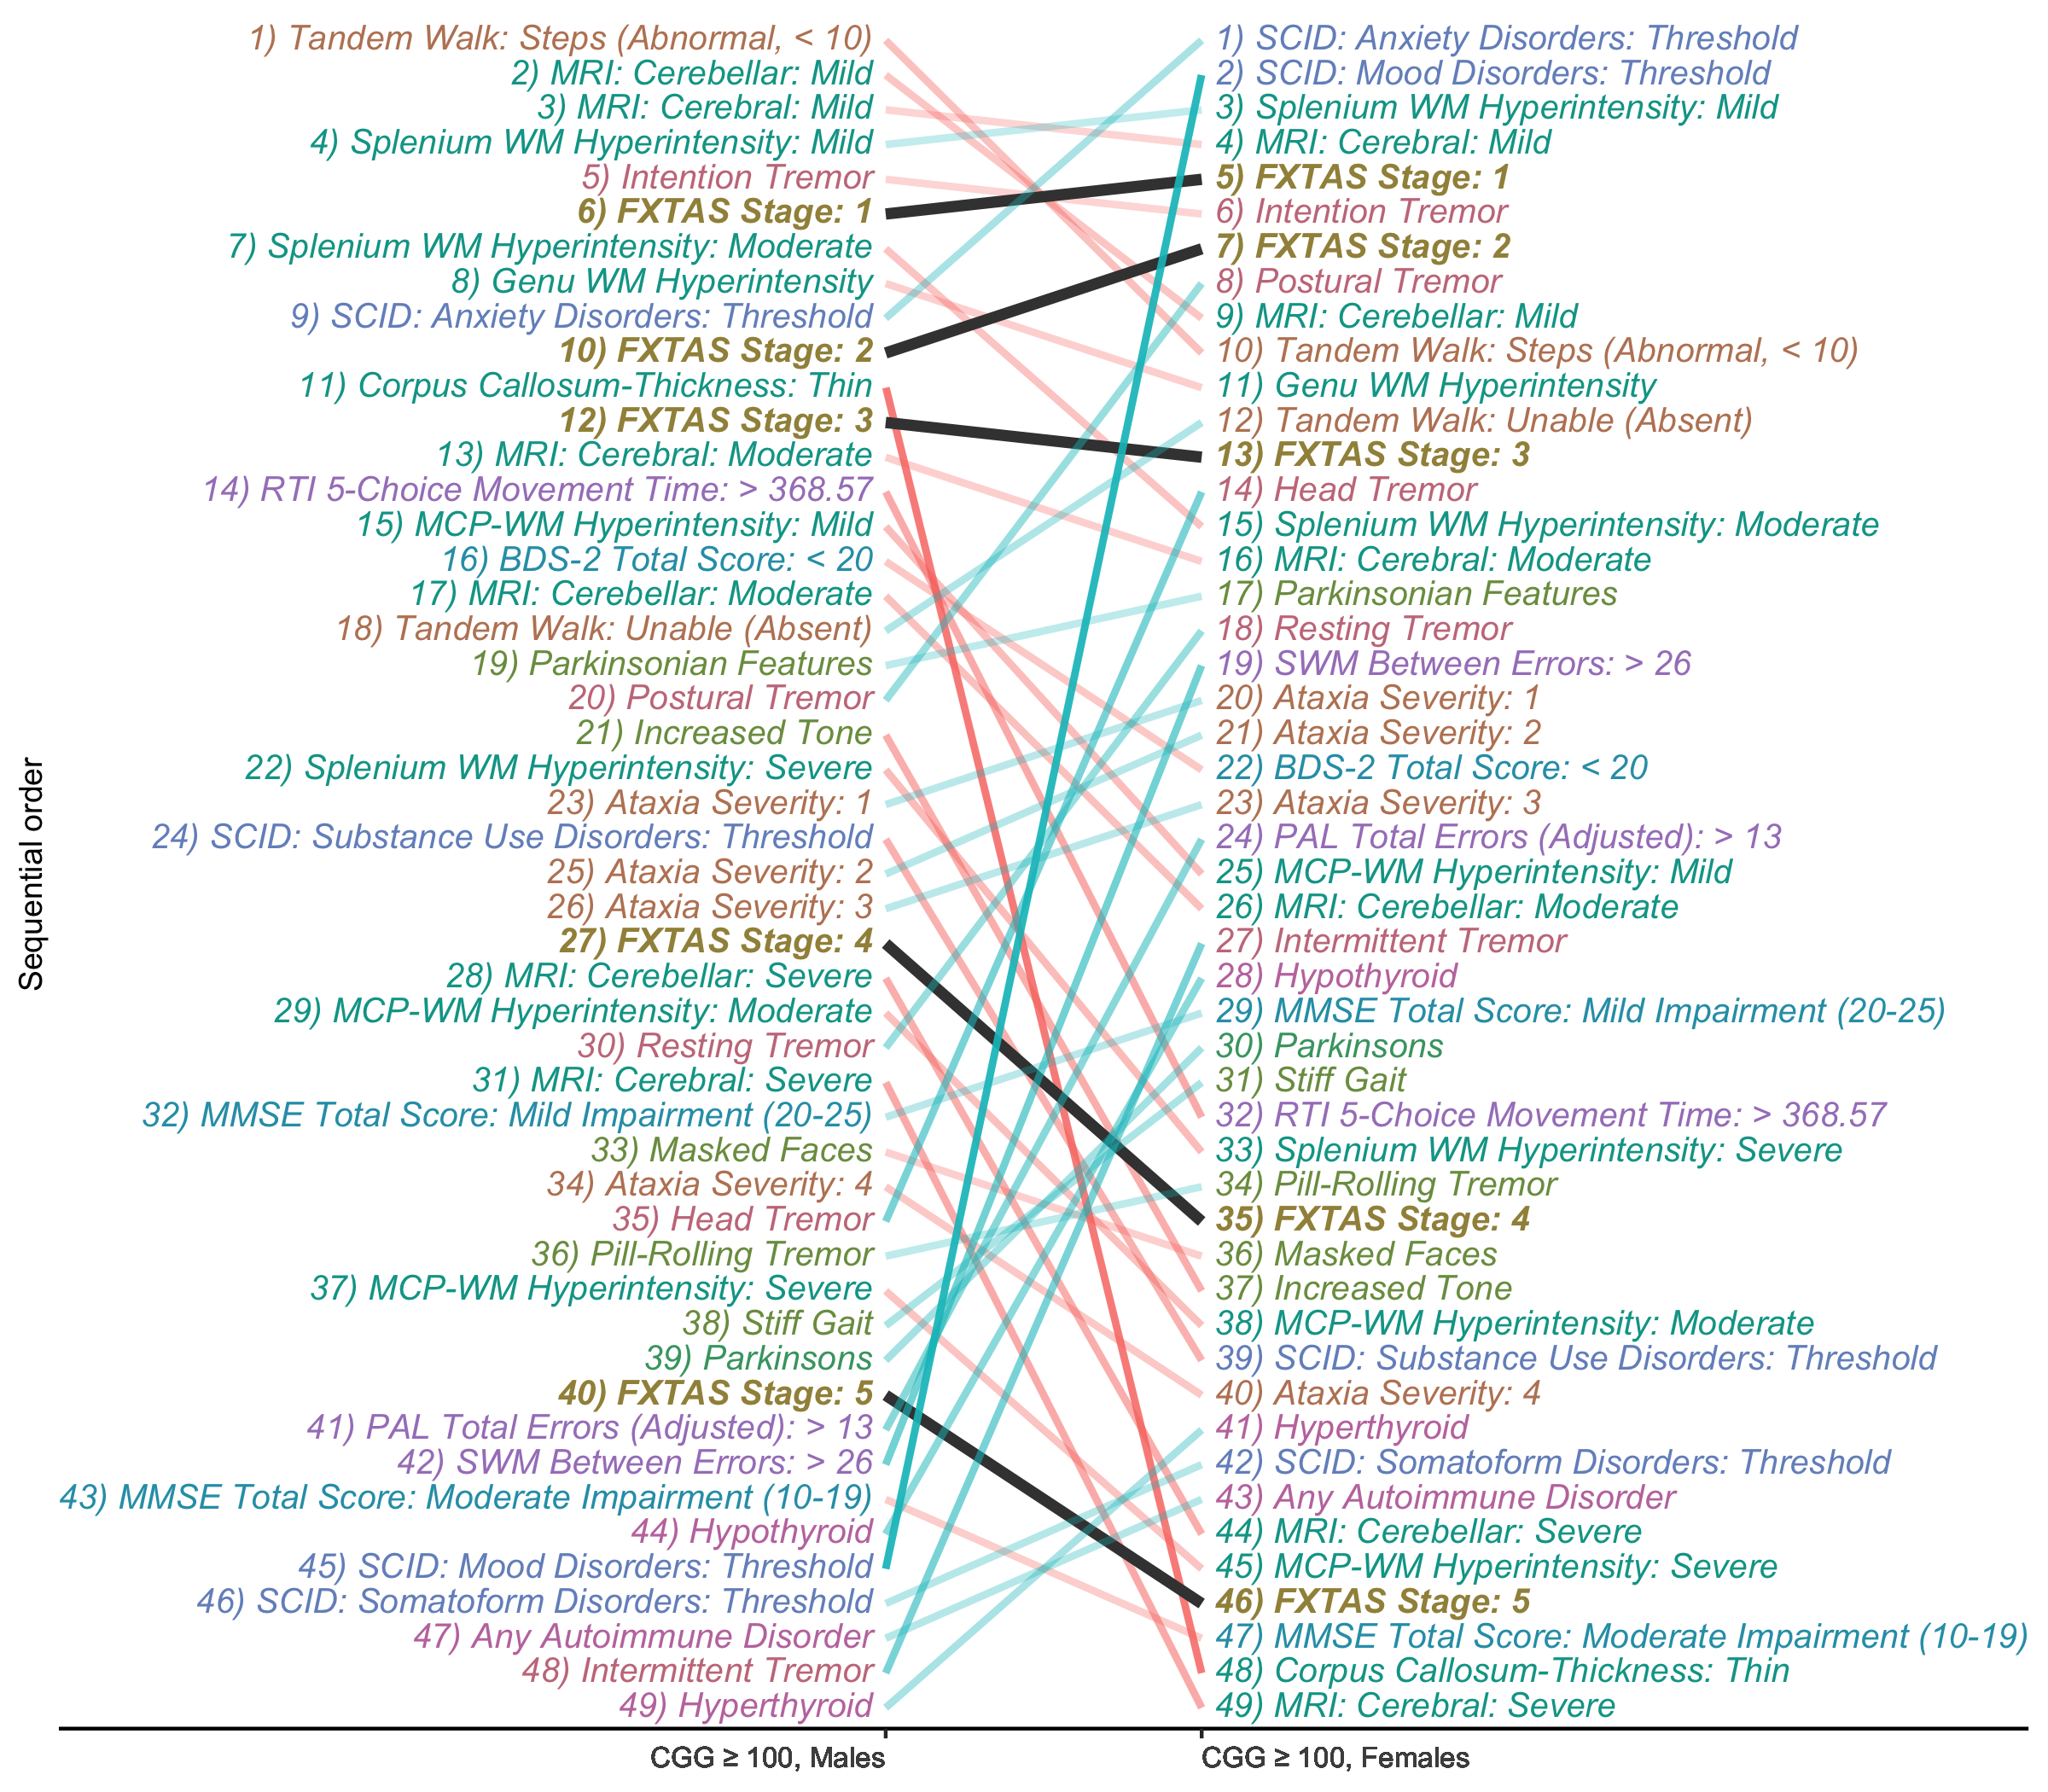 Sequential order
1) Tandem Walk: Steps (Abnormal, < 10)
2) MRI: Cerebellar: Mild
3) MRI: Cerebral: Mild
4) Splenium WM Hyperintensity: Mild
5) Intention Tremor
6) FXTAS Stage: 1
7) Splenium WM Hyperintensity: Moderate
8) Genu WM Hyperintensity
9) SCID: Anxiety Disorders: Threshold
10) FXTAS Stage: 2
11) Corpus Callosum-Thickness: Thin
12) FXTAS Stage: 3
13) MRI: Cerebral: Moderate
14) RTI 5-Choice Movement Time: > 368.57
15) MCP-WM Hyperintensity: Mild
16) BDS-2 Total Score: < 20
17) MRI: Cerebellar: Moderate
18) Tandem Walk: Unable (Absent)
19) Parkinsonian Features
20) Postural Tremor
21) Increased Tone
22) Splenium WM Hyperintensity: Severe
23) Ataxia Severity: 1
24) SCID: Substance Use Disorders: Threshold
25) Ataxia Severity: 2
26) Ataxia Severity: 3
27) FXTAS Stage: 4
28) MRI: Cerebellar: Severe
29) MCP-WM Hyperintensity: Moderate
30) Resting Tremor
31) MRI: Cerebral: Severe
32) MMSE Total Score: Mild Impairment (20-25)
33) Masked Faces
34) Ataxia Severity: 4
35) Head Tremor
36) Pill-Rolling Tremor
37) MCP-WM Hyperintensity: Severe
38) Stiff Gait
39) Parkinsons
40) FXTAS Stage: 5
41) PAL Total Errors (Adjusted): > 13
42) SWM Between Errors: > 26
43) MMSE Total Score: Moderate Impairment (10-19)
44) Hypothyroid
45) SCID: Mood Disorders: Threshold
46) SCID: Somatoform Disorders: Threshold
47) Any Autoimmune Disorder
48) Intermittent Tremor
49) Hyperthyroid
CGG ≥ 100, Males
1) SCID: Anxiety Disorders: Threshold
2) SCID: Mood Disorders: Threshold
3) Splenium WM Hyperintensity: Mild
4) MRI: Cerebral: Mild
5) FXTAS Stage: 1
6) Intention Tremor
7) FXTAS Stage: 2
8) Postural Tremor
9) MRI: Cerebellar: Mild
10) Tandem Walk: Steps (Abnormal, < 10)
11) Genu WM Hyperintensity
12) Tandem Walk: Unable (Absent)
13) FXTAS Stage: 3
14) Head Tremor
15) Splenium WM Hyperintensity: Moderate
16) MRI: Cerebral: Moderate
17) Parkinsonian Features
18) Resting Tremor
19) SWM Between Errors: > 26
20) Ataxia Severity: 1
21) Ataxia Severity: 2
22) BDS-2 Total Score: < 20
23) Ataxia Severity: 3
24) PAL Total Errors (Adjusted): > 13
25) MCP-WM Hyperintensity: Mild
26) MRI: Cerebellar: Moderate
27) Intermittent Tremor
28) Hypothyroid
29) MMSE Total Score: Mild Impairment (20-25)
30) Parkinsons
31) Stiff Gait
32) RTI 5-Choice Movement Time: > 368.57
33) Splenium WM Hyperintensity: Severe
34) Pill-Rolling Tremor
35) FXTAS Stage: 4
36) Masked Faces
37) Increased Tone
38) MCP-WM Hyperintensity: Moderate
39) SCID: Substance Use Disorders: Threshold
40) Ataxia Severity: 4
41) Hyperthyroid
42) SCID: Somatoform Disorders: Threshold
43) Any Autoimmune Disorder
44) MRI: Cerebellar: Severe
45) MCP-WM Hyperintensity: Severe
46) FXTAS Stage: 5
47) MMSE Total Score: Moderate Impairment (10-19)
48) Corpus Callosum-Thickness: Thin
49) MRI: Cerebral: Severe
CGG ≥ 100, Females